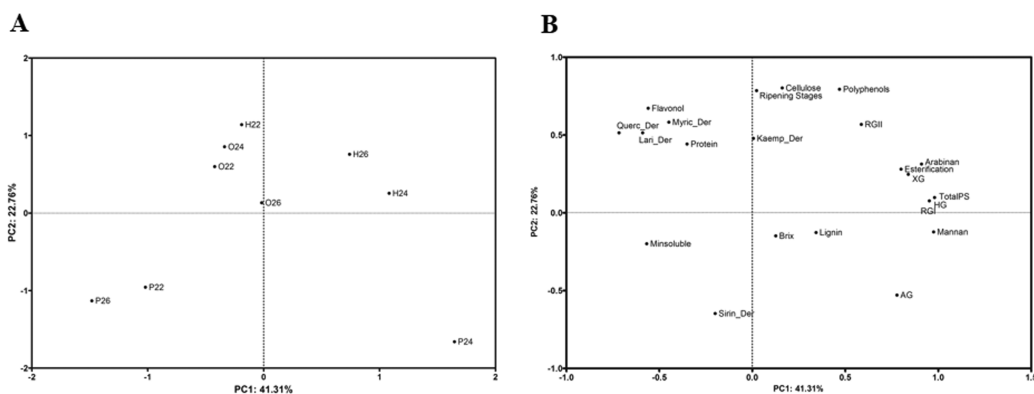 A
B
2
1
0
-1
-2
-2
-1
0
1
2
PC2: 22.76%
PC1: 41.31%
H22
O24
O22
H26
H24
O26
P22
P26
P24
1.0
0.5
0.0
-0.5
-1.0
-1.0
-0.5
0.0
0.5
1.0
1.5
PC2: 22.76%
PC1: 41.31%
Cellulose
Ripening Stages
Polyphenols
Flavonol
Myric_Der
Querc_Der
Lari_Der
Protein
Kaemp_Der
RGII
Arabinan
Esterification
XG
TotalPS
HG
RGI
Mannan
Minsoluble
Brix
Lignin
AG
Sirin_Der